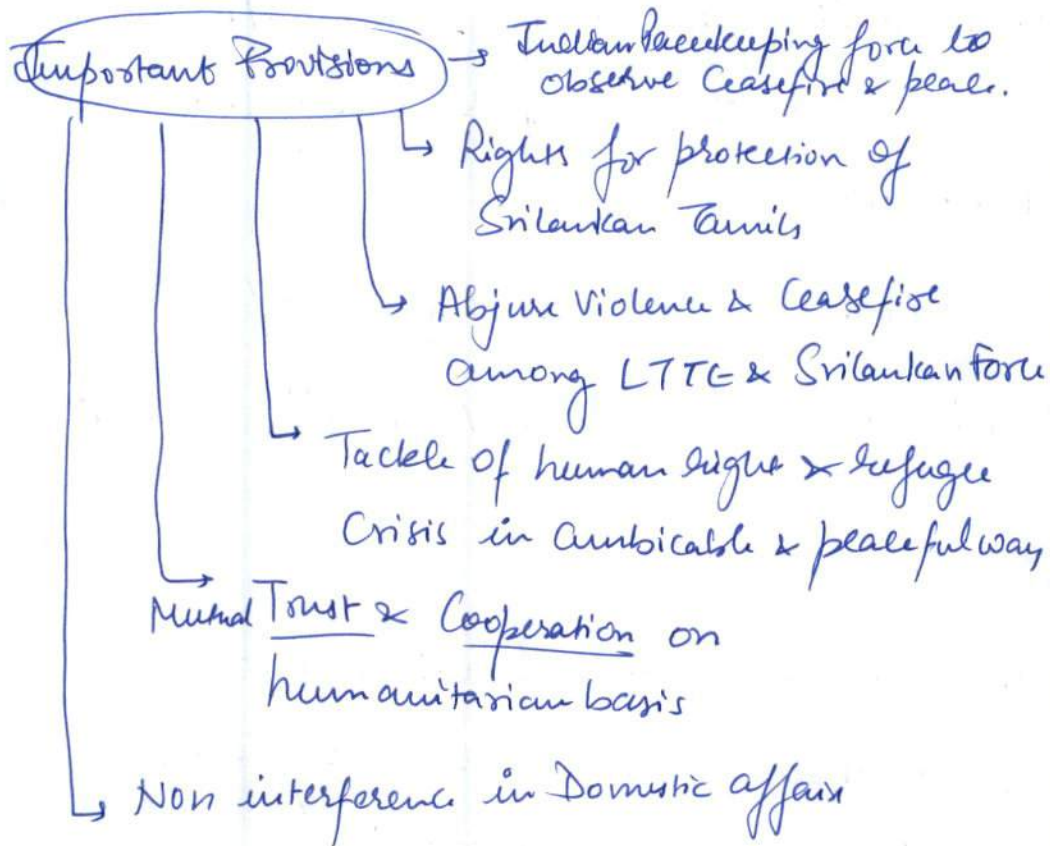 Important Provisions → Indian Peacekeeping force to
observe Ceasefire & peace.
→ Rights for protection of
Srilankan Tamils
→ Abjure Violence & Ceasefire
among LTTE & Srilankan Force
→ Tackle of human right & refugee
Crisis in ambicable & peaceful way
→ Mutual Trust & Cooperation on
humanitarian basis
→ Non interference in Domestic affairs